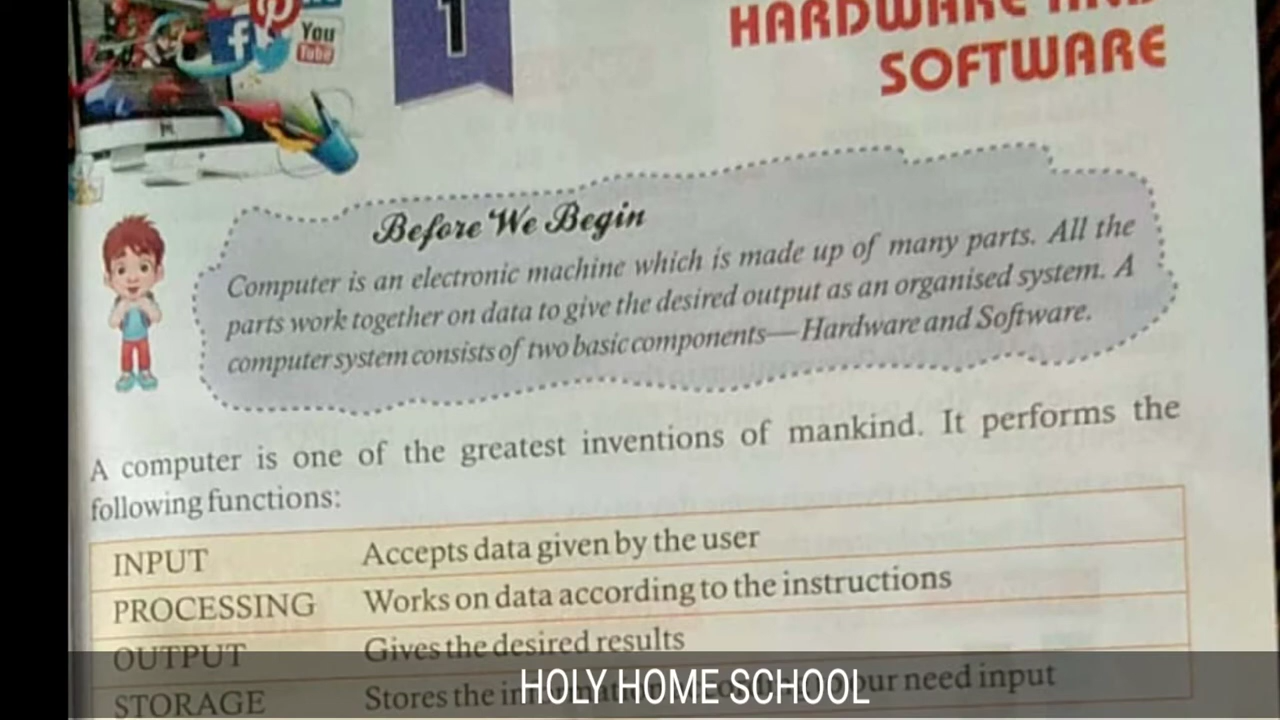 You
Tube
1
HARDWARE AND
SOFTWARE
Before We Begin
Computer is an electronic machine which is made up of many parts. All the
parts work together on data to give the desired output as an organised system. A
computer system consists of two basic components—Hardware and Software.
A computer is one of the greatest inventions of mankind. It performs the
following functions:
INPUT Accepts data given by the user
PROCESSING Works on data according to the instructions
OUTPUT Gives the desired results
STORAGE Stores the your need input
HOLY HOME SCHOOL